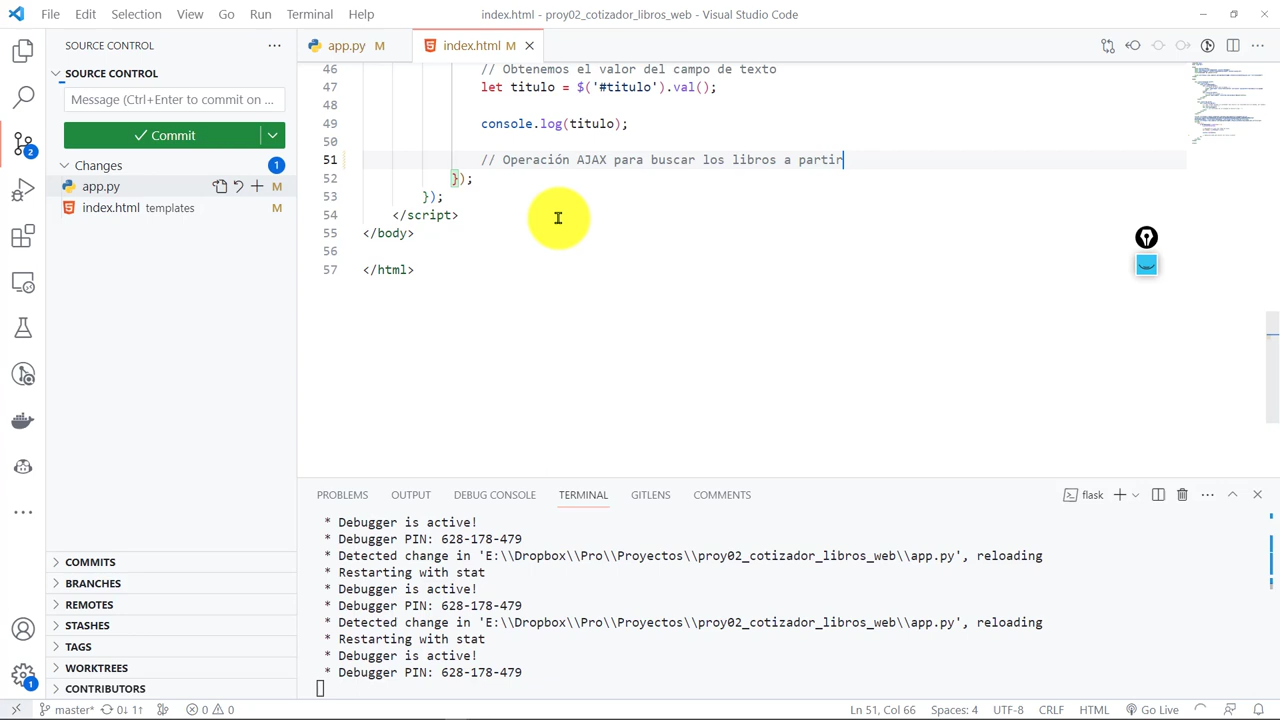 File Edit Selection View Go Run Terminal Help
index.html - proy02_cotizador_libros_web - Visual Studio Code
SOURCE CONTROL
app.py M
index.html M
SOURCE CONTROL
Message (Ctrl+Enter to commit on ...
Commit
Changes 1
app.py M
index.html templates M
46 // Obtenemos el valor del campo de texto
47 let titulo = $('#titulo').val();
48
49 console.log(titulo);
50
51 // Operación AJAX para buscar los libros a partir
52 });
53 });
54 </script>
55 </body>
56
57 </html>
COMMITS
BRANCHES
REMOTES
STASHES
TAGS
WORKTREES
CONTRIBUTORS
PROBLEMS OUTPUT DEBUG CONSOLE TERMINAL GITLENS COMMENTS
flask
* Debugger is active!
* Debugger PIN: 628-178-479
* Detected change in 'E:\\Dropbox\\Pro\\Proyectos\\proy02_cotizador_libros_web\\app.py', reloading
* Restarting with stat
* Debugger is active!
* Debugger PIN: 628-178-479
* Detected change in 'E:\\Dropbox\\Pro\\Proyectos\\proy02_cotizador_libros_web\\app.py', reloading
* Restarting with stat
* Debugger is active!
* Debugger PIN: 628-178-479
2
1
master* 0↓ 1↑ 0 0
Ln 51, Col 66 Spaces: 4 UTF-8 CRLF HTML Go Live